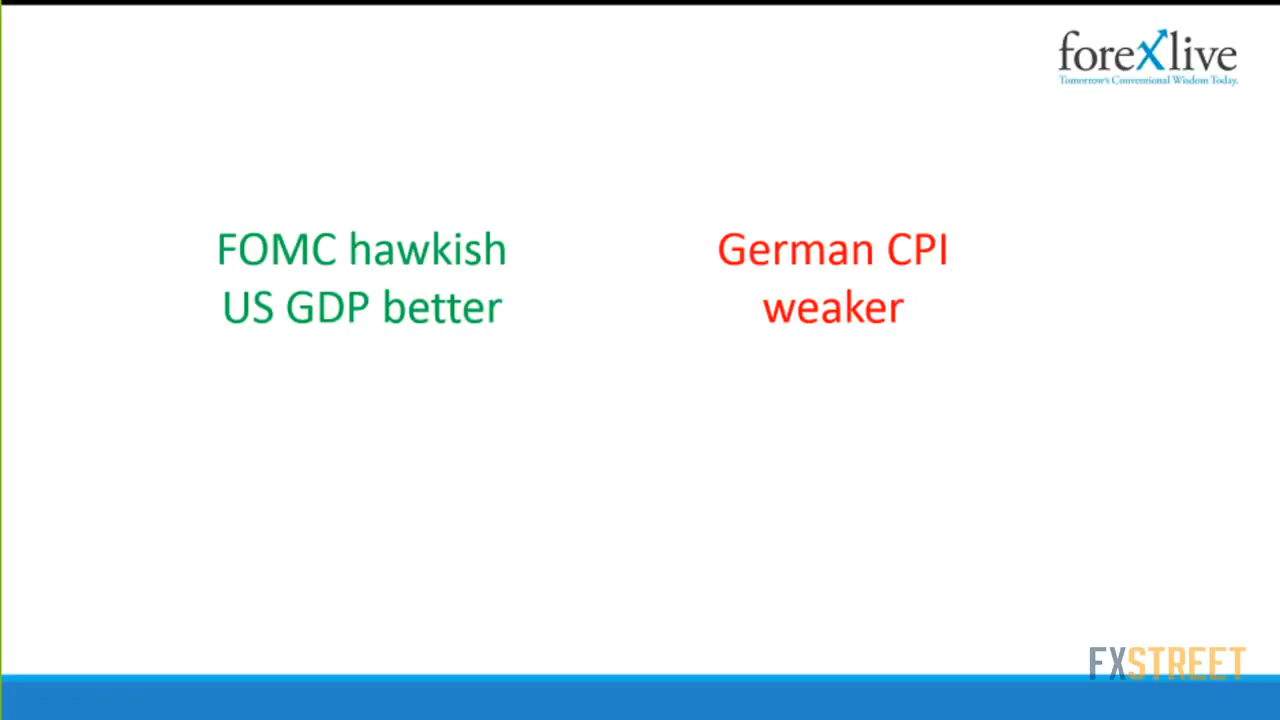 forexlive
Tomorrow's Conventional Wisdom Today.
FOMC hawkish
US GDP better
German CPI
weaker
FXSTREET